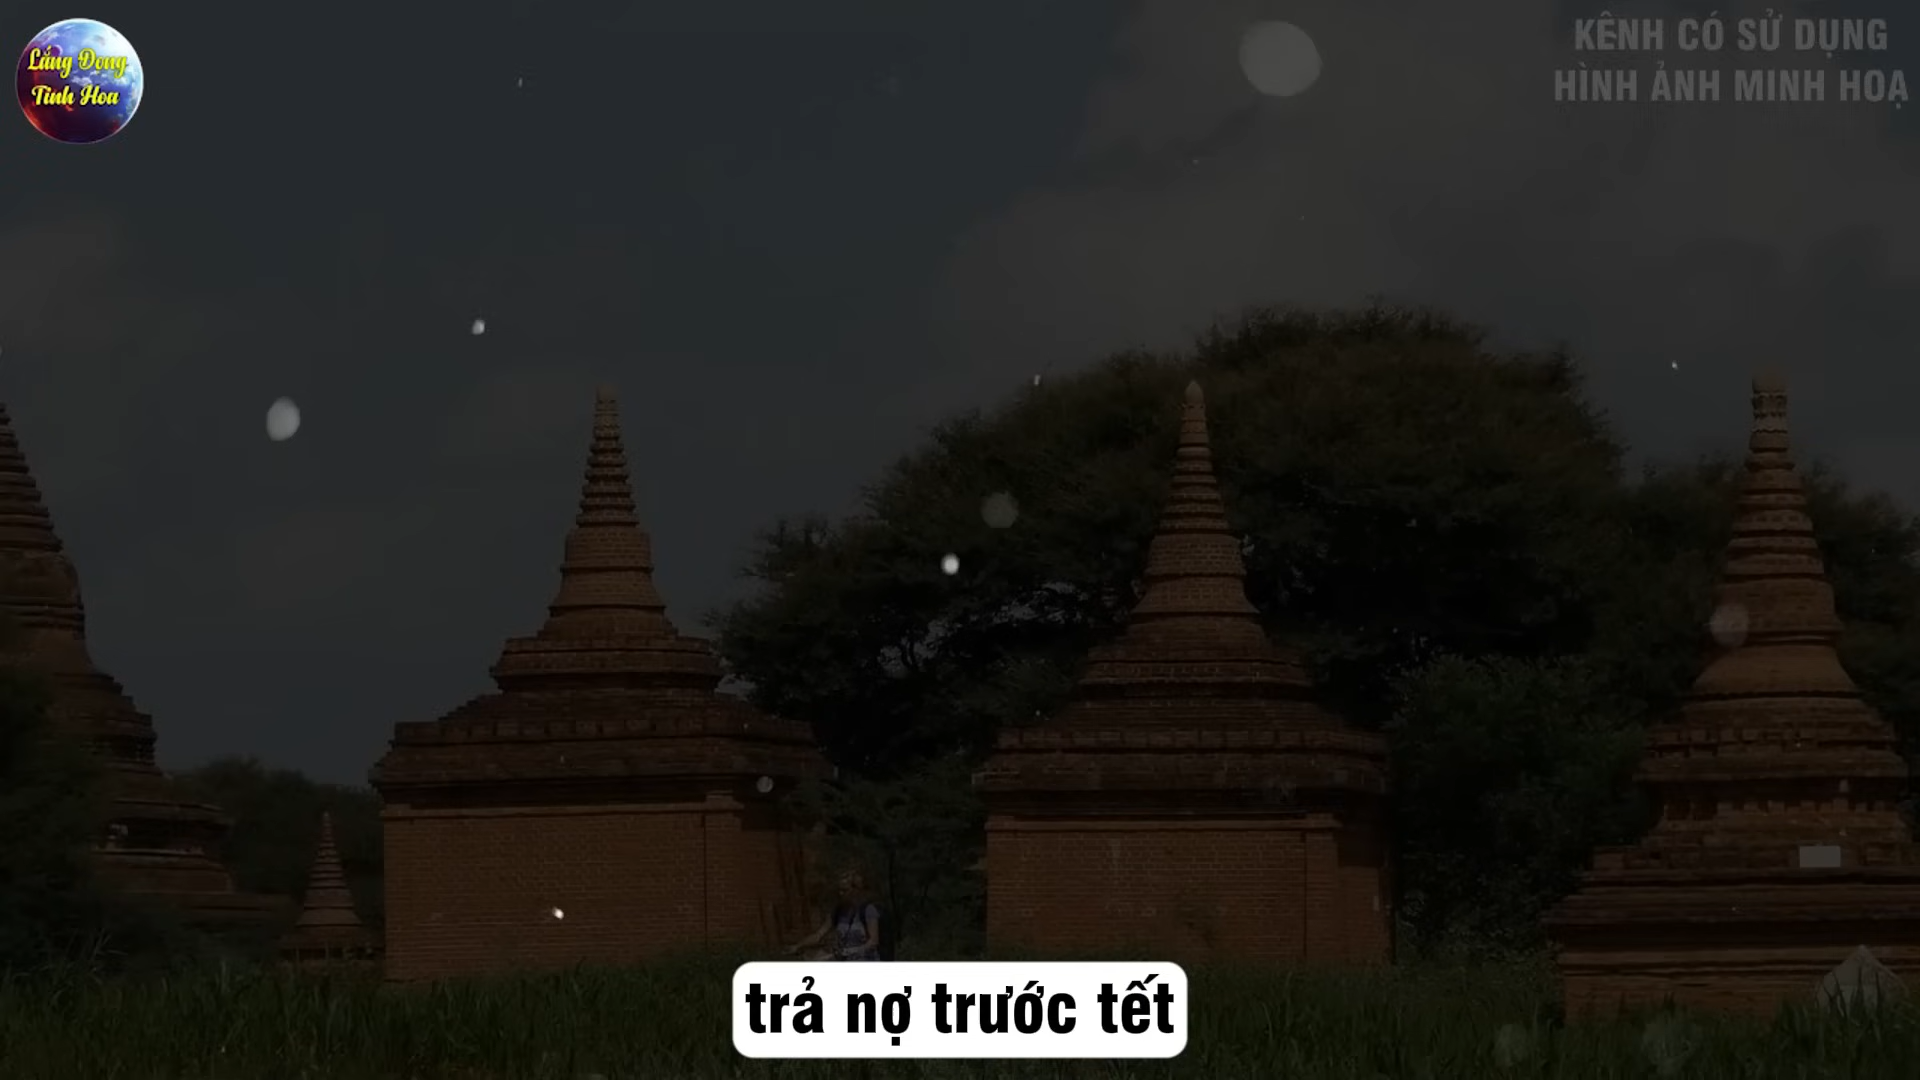 Lắng Đọng
Tinh Hoa
KÊNH CÓ SỬ DỤNG
HÌNH ẢNH MINH HOẠ
trả nợ trước tết